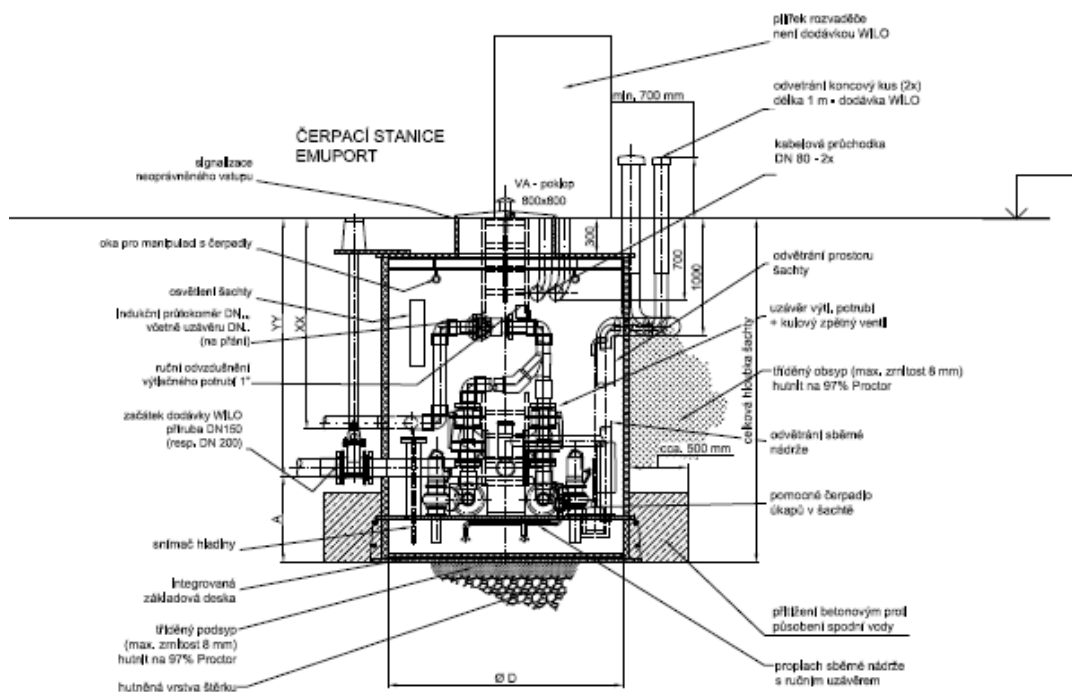 pilířek rozvaděče
není dodávkou WILO
min. 700 mm
odvetrání koncový kus (2x)
délka 1 m - dodávka WILO
ČERPACÍ STANICE
EMUPORT
kabelová průchodka
DN 80 - 2x
signalizace
neoprávněného vstupu
VA - poklop
800x800
oka pro manipulaci s čerpadly
300
700
1000
odvětrání prostoru
šachty
osvětlení šachty
Indukční průtokoměr DN..
včetně uzávěru DN..
(na přání)
YY
XX
uzávěr výtl. potrubí
+ kulový zpětný ventil
ruční odvzdušnění
výtlačného potrubí 1"
celková hloubka šachty
tříděný obsyp (max. zrnitost 8 mm)
hutnit na 97% Proctor
začátek dodávky WILO
příruba DN150
(resp. DN 200)
odvětrání sběrné
nádrže
cca. 500 mm
A
pomocné čerpadlo
úkapů v šachtě
snímač hladiny
Integrovaná
základová deska
přitížení betonovým proti
působení spodní vody
tříděný podsyp
(max. zrnitost 8 mm)
hutnit na 97% Proctor
proplach sběrné nádrže
s ručním uzávěrem
hutněná vrstva štěrku
Ø D